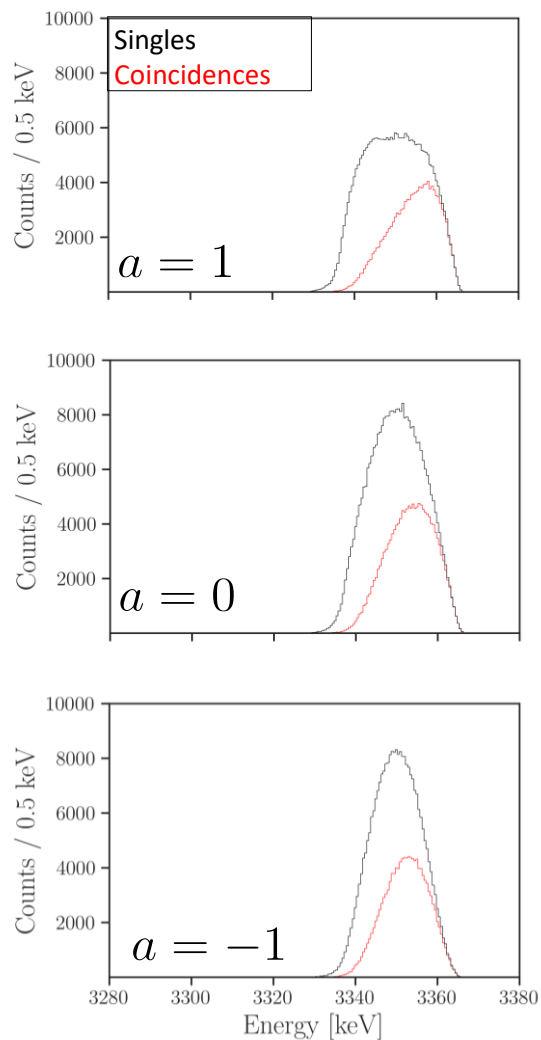 Singles
Coincidences
10000
8000
6000
4000
2000
Counts / 0.5 keV
a = 1
10000
8000
6000
4000
2000
Counts / 0.5 keV
a = 0
10000
8000
6000
4000
2000
Counts / 0.5 keV
a = −1
3280 3300 3320 3340 3360 3380
Energy [keV]